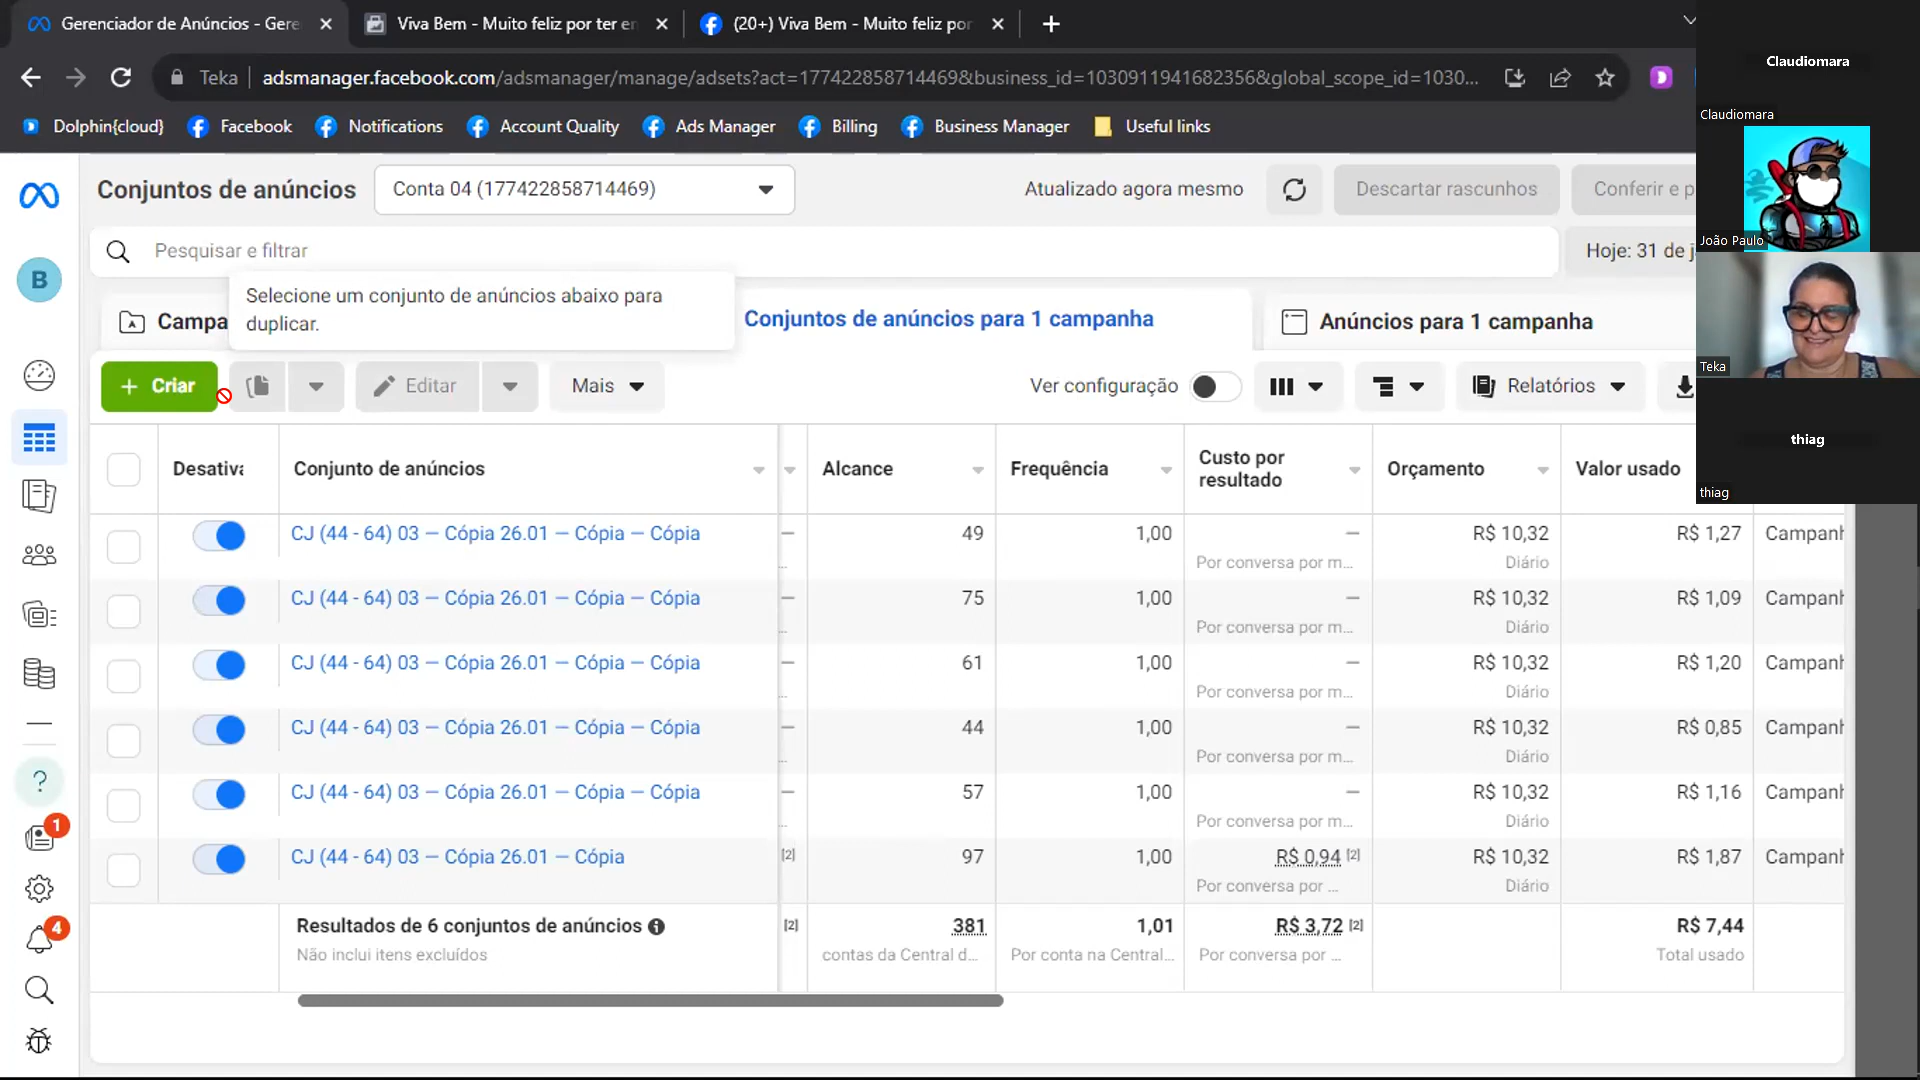 Gerenciador de Anúncios - Gere
Viva Bem - Muito feliz por ter en
(20+) Viva Bem - Muito feliz por
Teka
adsmanager.facebook.com/adsmanager/manage/adsets?act=177422858714469&business_id=1030911941682356&global_scope_id=1030...
Dolphin{cloud}
Facebook
Notifications
Account Quality
Ads Manager
Billing
Business Manager
Useful links
Claudiomara
Claudiomara
João Paulo
Teka
thiag
thiag
Conjuntos de anúncios
Conta 04 (177422858714469)
Atualizado agora mesmo
Descartar rascunhos
Conferir e p
B
Pesquisar e filtrar
Hoje: 31 de j
Selecione um conjunto de anúncios abaixo para
duplicar.
Campa
Conjuntos de anúncios para 1 campanha
Anúncios para 1 campanha
+ Criar
Editar
Mais
Ver configuração
Relatórios
Desativa
Conjunto de anúncios
Alcance
Frequência
Custo por
resultado
Orçamento
Valor usado
CJ (44 - 64) 03 — Cópia 26.01 — Cópia — Cópia
—
...
49
1,00
—
Por conversa por m...
R$ 10,32
Diário
R$ 1,27
Campanh
CJ (44 - 64) 03 — Cópia 26.01 — Cópia — Cópia
—
...
75
1,00
—
Por conversa por m...
R$ 10,32
Diário
R$ 1,09
Campanh
CJ (44 - 64) 03 — Cópia 26.01 — Cópia — Cópia
—
...
61
1,00
—
Por conversa por m...
R$ 10,32
Diário
R$ 1,20
Campanh
CJ (44 - 64) 03 — Cópia 26.01 — Cópia — Cópia
—
...
44
1,00
—
Por conversa por m...
R$ 10,32
Diário
R$ 0,85
Campanh
CJ (44 - 64) 03 — Cópia 26.01 — Cópia — Cópia
—
...
57
1,00
—
Por conversa por m...
R$ 10,32
Diário
R$ 1,16
Campanh
CJ (44 - 64) 03 — Cópia 26.01 — Cópia
[2]
97
1,00
R$ 0,94 [2]
Por conversa por ...
R$ 10,32
Diário
R$ 1,87
Campanh
Resultados de 6 conjuntos de anúncios
Não inclui itens excluídos
[2]
381
contas da Central d...
1,01
Por conta na Central...
R$ 3,72 [2]
Por conversa por ...
R$ 7,44
Total usado
?
1
4